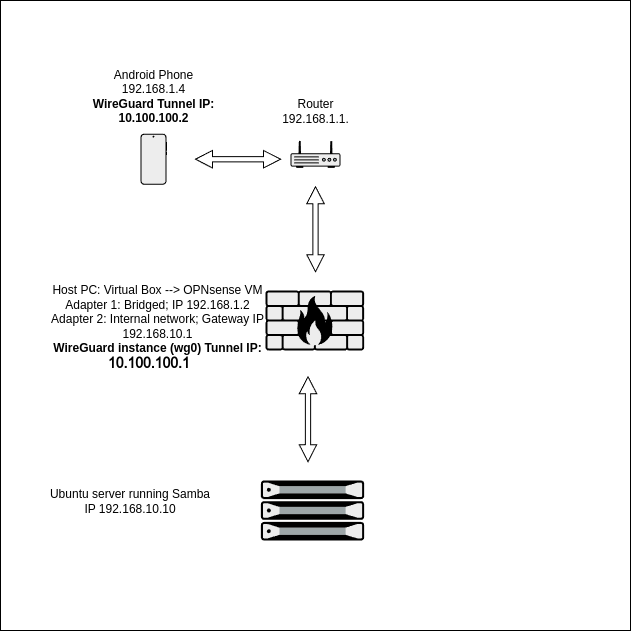 Android Phone
192.168.1.4
WireGuard Tunnel IP:
10.100.100.2
Router
192.168.1.1.
Host PC: Virtual Box --> OPNsense VM
Adapter 1: Bridged; IP 192.168.1.2
Adapter 2: Internal network; Gateway IP
192.168.10.1
WireGuard instance (wg0) Tunnel IP:
10.100.100.1
Ubuntu server running Samba
IP 192.168.10.10